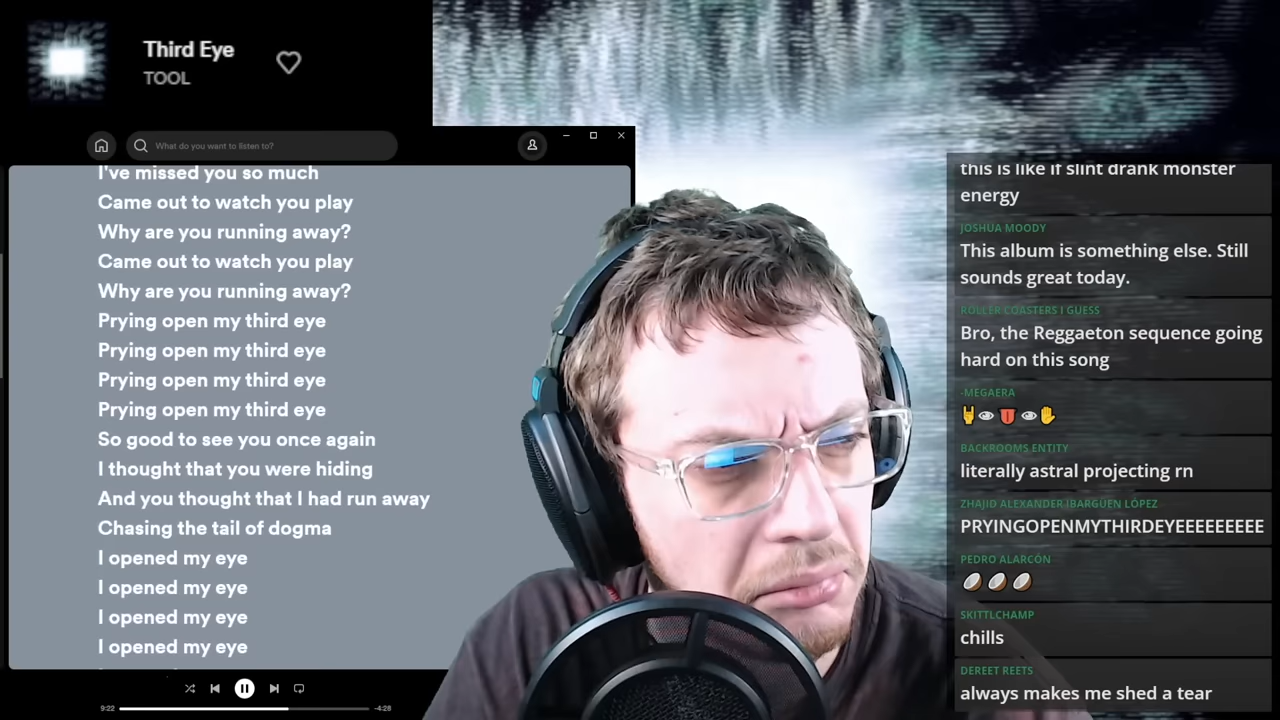 Third Eye
TOOL
What do you want to listen to?
I've missed you so much
Came out to watch you play
Why are you running away?
Came out to watch you play
Why are you running away?
Prying open my third eye
Prying open my third eye
Prying open my third eye
Prying open my third eye
So good to see you once again
I thought that you were hiding
And you thought that I had run away
Chasing the tail of dogma
I opened my eye
I opened my eye
I opened my eye
I opened my eye
9:22
-4:28
this is like if slint drank monster
energy
JOSHUA MOODY
This album is something else. Still
sounds great today.
ROLLER COASTERS I GUESS
Bro, the Reggaeton sequence going
hard on this song
-MEGAERA
🤘👁👅👁✋
BACKROOMS ENTITY
literally astral projecting rn
ZHAJID ALEXANDER IBARGÜEN LÓPEZ
PRYINGOPENMYTHIRDEYEEEEEEEEE
PEDRO ALARCÓN
🥥🥥🥥
SKITTLCHAMP
chills
DEREET REETS
always makes me shed a tear